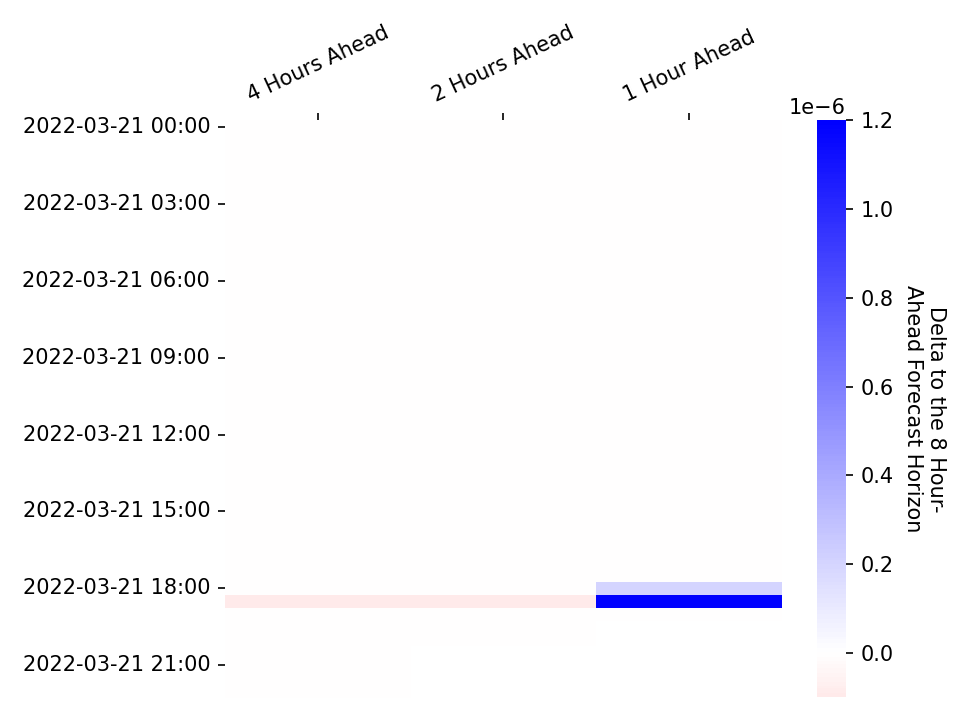 4 Hours Ahead
2 Hours Ahead
1 Hour Ahead
1e−6
2022-03-21 00:00
2022-03-21 03:00
2022-03-21 06:00
2022-03-21 09:00
2022-03-21 12:00
2022-03-21 15:00
2022-03-21 18:00
2022-03-21 21:00
1.2
1.0
0.8
0.6
0.4
0.2
0.0
Delta to the 8 Hour-
Ahead Forecast Horizon